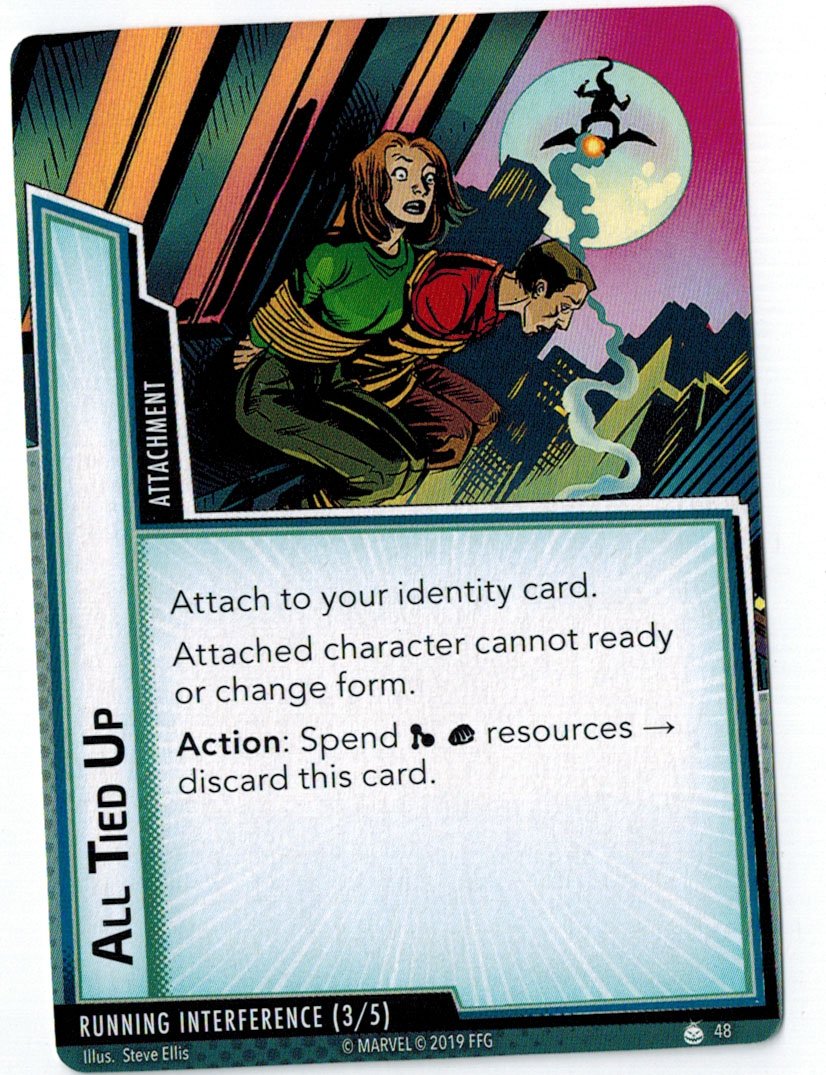 ATTACHMENT
ALL TIED UP
Attach to your identity card.
Attached character cannot ready
or change form.
Action: Spend resources →
discard this card.
RUNNING INTERFERENCE (3/5)
Illus. Steve Ellis
© MARVEL © 2019 FFG
48